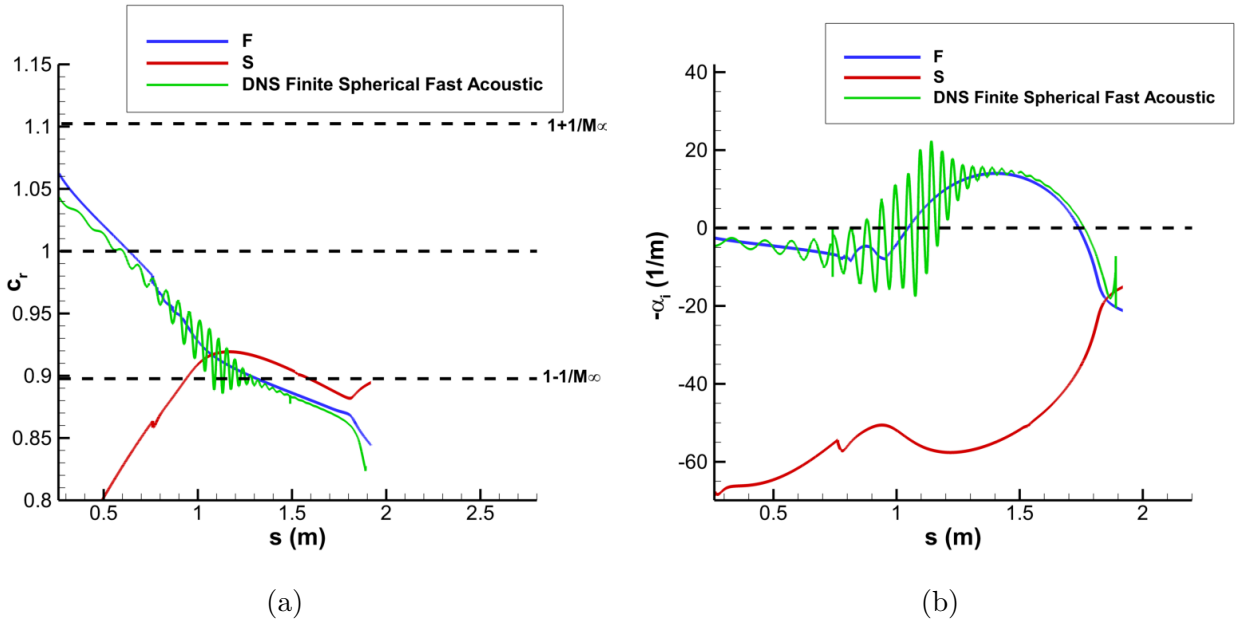 F
S
DNS Finite Spherical Fast Acoustic
1.15
1.1
1.05
1
0.95
0.9
0.85
0.8
c_r
1+1/M∞
1-1/M∞
0.5
1
1.5
2
2.5
s (m)
(a)
F
S
DNS Finite Spherical Fast Acoustic
40
20
0
-20
-40
-60
-α_i (1/m)
0.5
1
1.5
2
s (m)
(b)